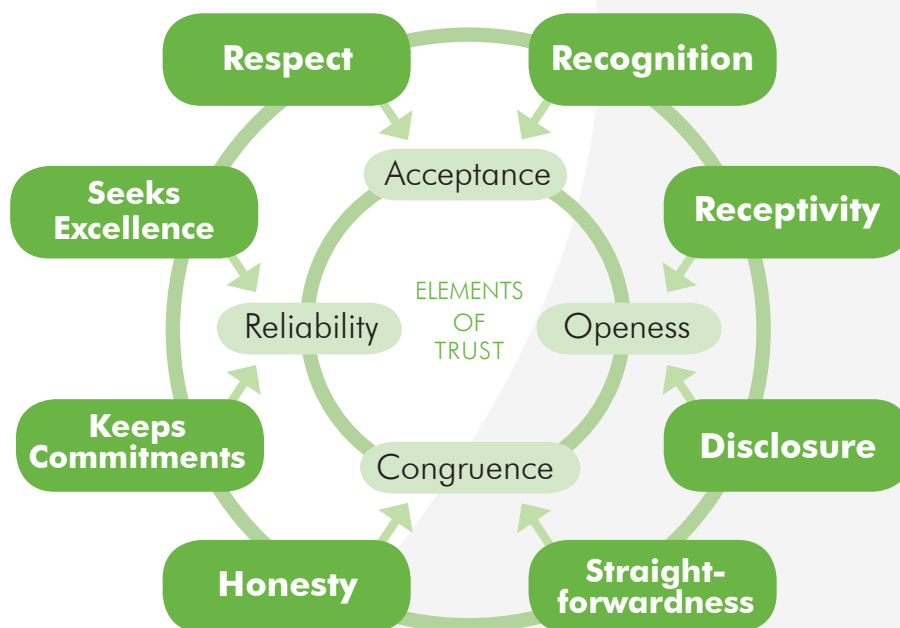 Respect
Recognition
Acceptance
Seeks
Excellence
Receptivity
ELEMENTS
OF
TRUST
Reliability
Openess
Keeps
Commitments
Disclosure
Congruence
Honesty
Straight-
forwardness